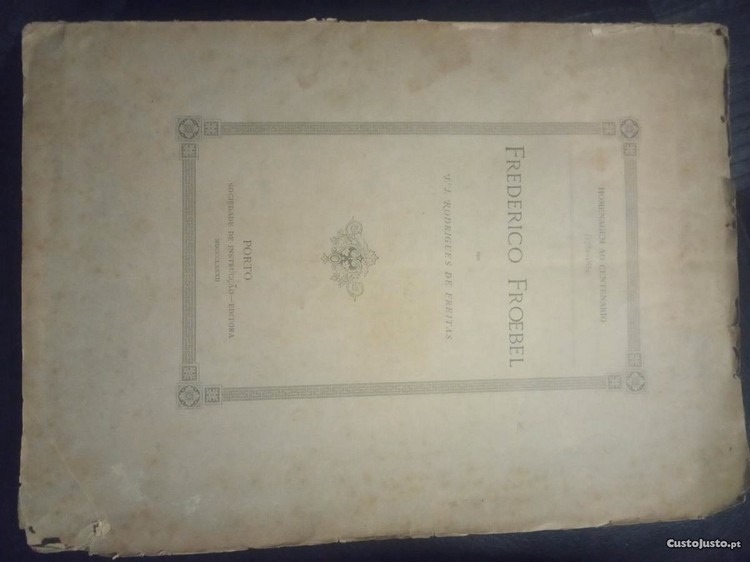 HOMENAGEM AO CENTENARIO
FREDERICO FROEBEL
POR
J. RODRIGUES DE FREITAS
PORTO
SOCIEDADE DE INSTRUCÇÃO—EDITORA
CustoJusto.pt